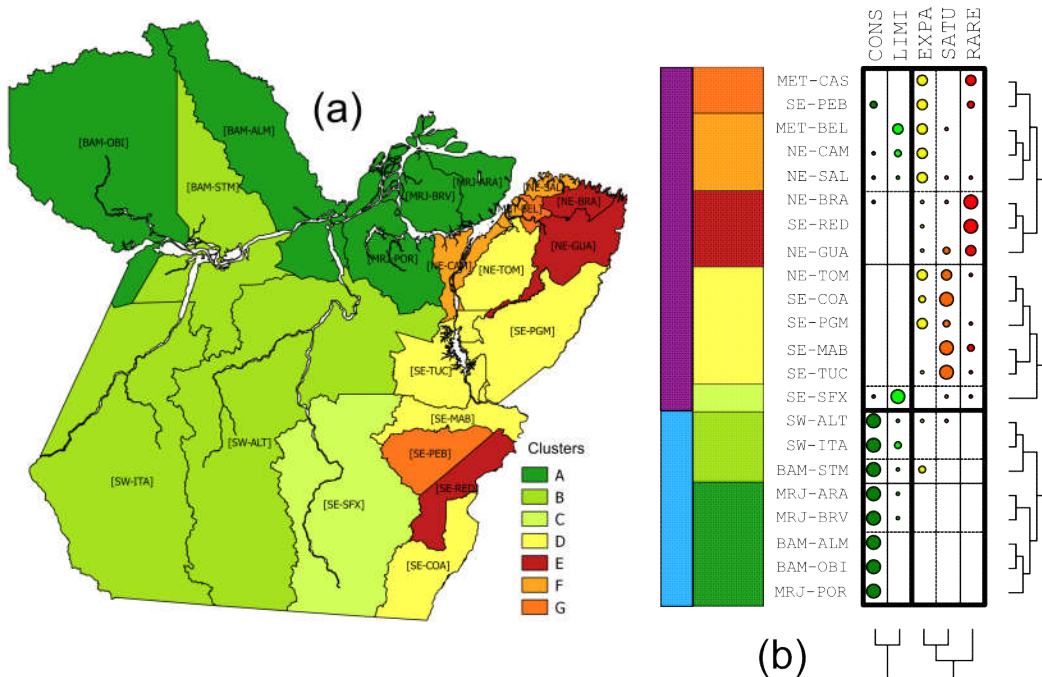 (a)
[BAM-OBI]
[BAM-ALM]
[BAM-STM]
[MRJ-ARA]
[MRJ-BRV]
[MRJ-POR]
[NE-SAL]
[MET-BEL]
[NE-BRA]
[NE-GUA]
[NE-CAM]
[NE-TOM]
[SE-PGM]
[SE-TUC]
[SE-MAB]
[SE-PEB]
[SE-RED]
[SW-ALT]
[SW-ITA]
[SE-SFX]
[SE-COA]
Clusters
A
B
C
D
E
F
G
CONS LIMI EXPA SATU RARE
MET-CAS
SE-PEB
MET-BEL
NE-CAM
NE-SAL
NE-BRA
SE-RED
NE-GUA
NE-TOM
SE-COA
SE-PGM
SE-MAB
SE-TUC
SE-SFX
SW-ALT
SW-ITA
BAM-STM
MRJ-ARA
MRJ-BRV
BAM-ALM
BAM-OBI
MRJ-POR
(b)